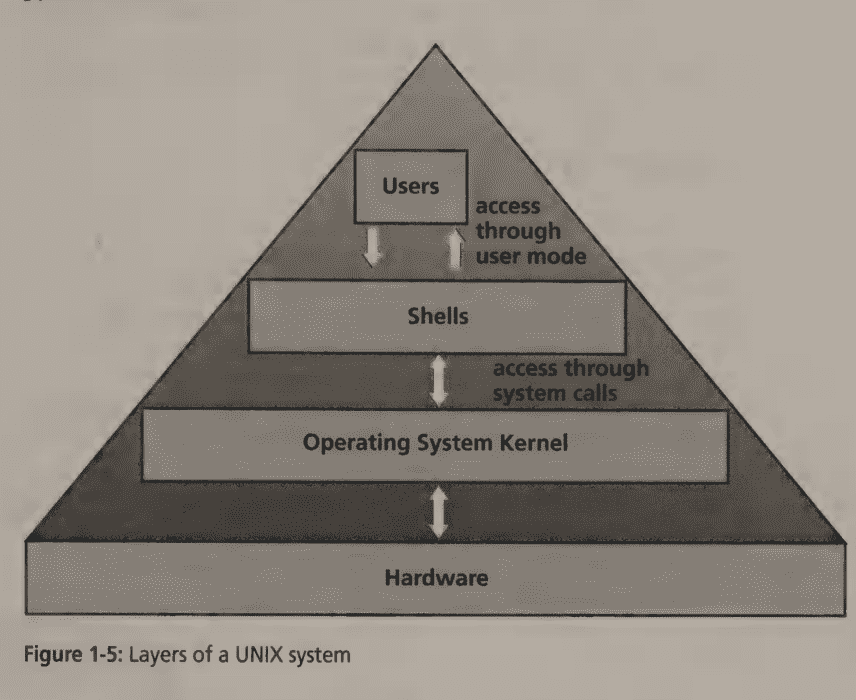 Users
access
through
user mode
Shells
access through
system calls
Operating System Kernel
Hardware
Figure 1-5: Layers of a UNIX system